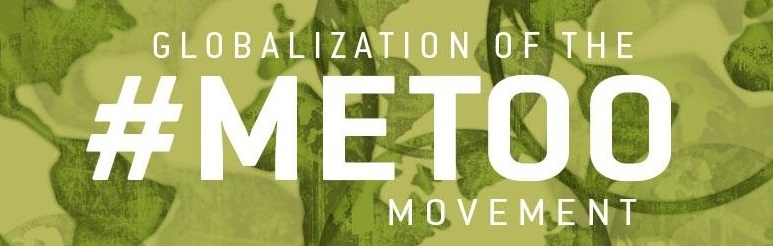 GLOBALIZATION OF THE
#METOO
MOVEMENT